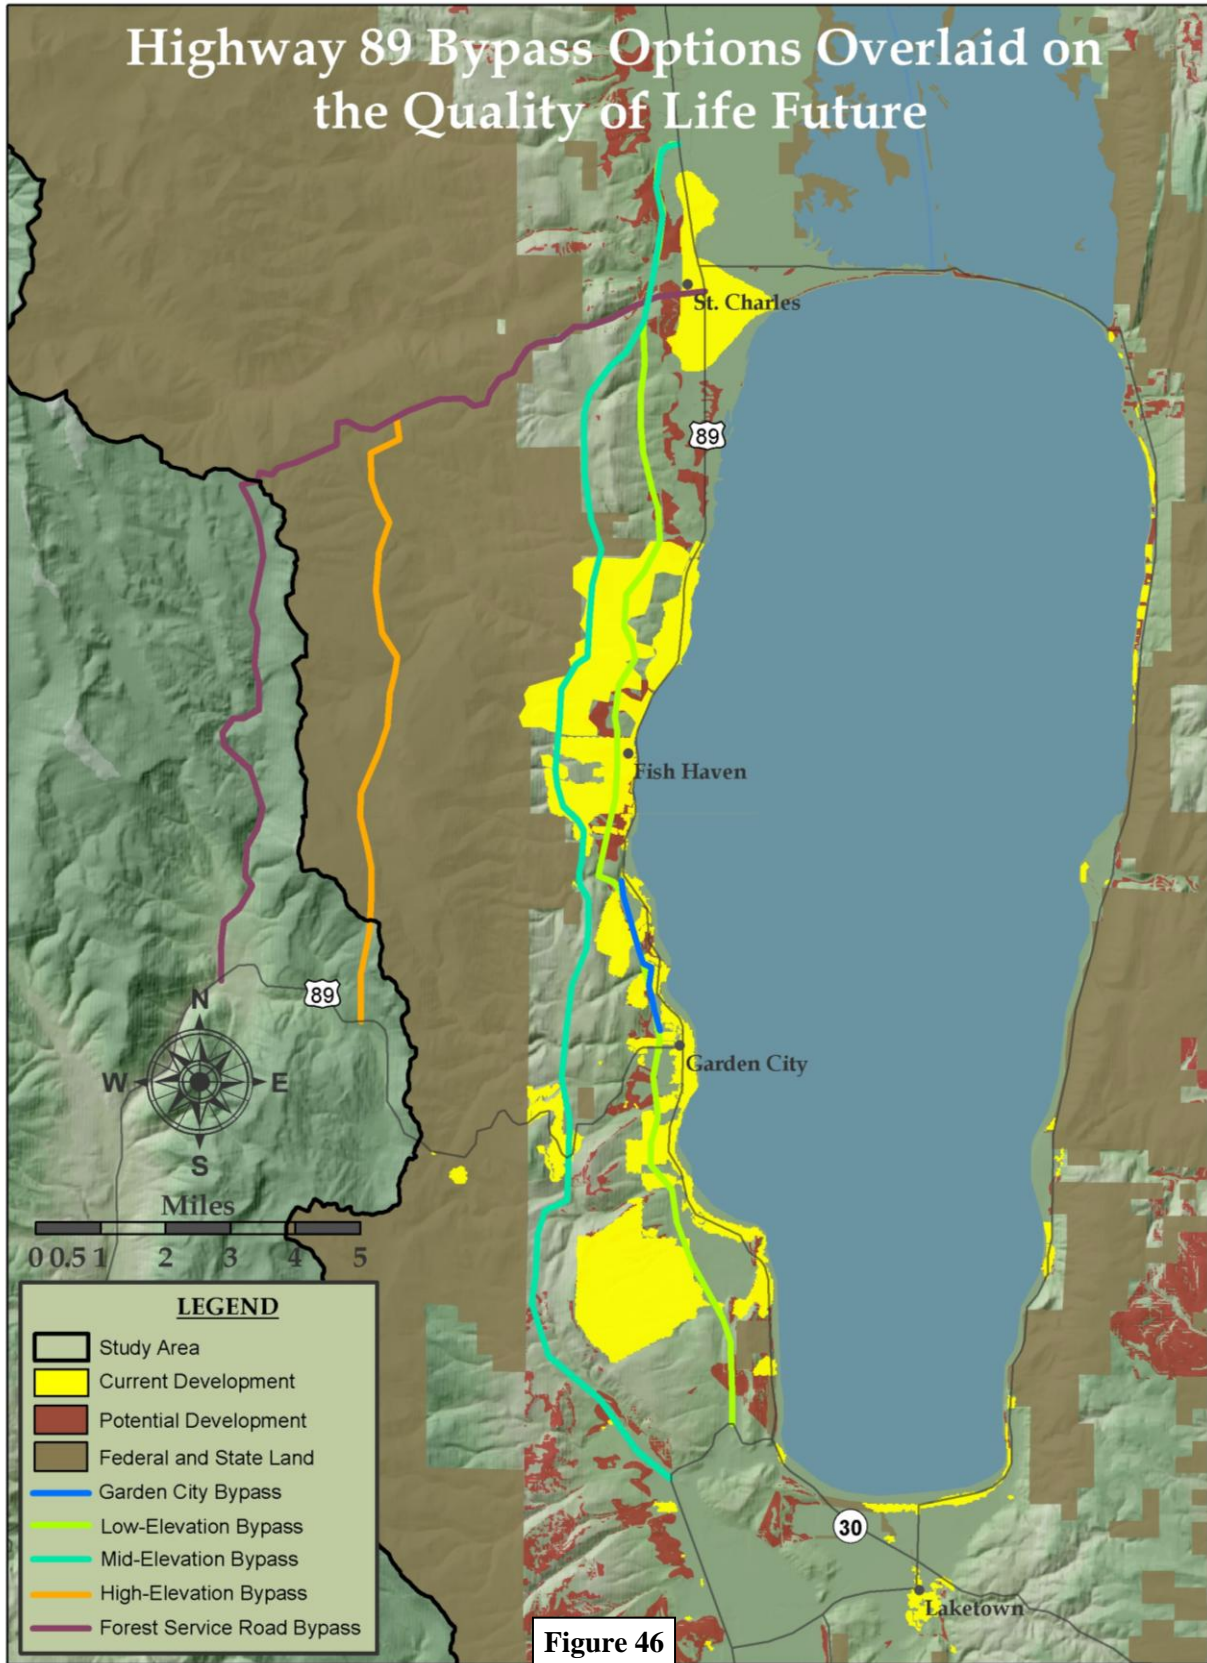 Highway 89 Bypass Options Overlaid on
the Quality of Life Future
St. Charles
89
Fish Haven
89
Garden City
N
W E
S
Miles
0 0.5 1 2 3 4 5
LEGEND
Study Area
Current Development
Potential Development
Federal and State Land
Garden City Bypass
Low-Elevation Bypass
Mid-Elevation Bypass
High-Elevation Bypass
Forest Service Road Bypass
30
Laketown
Figure 46